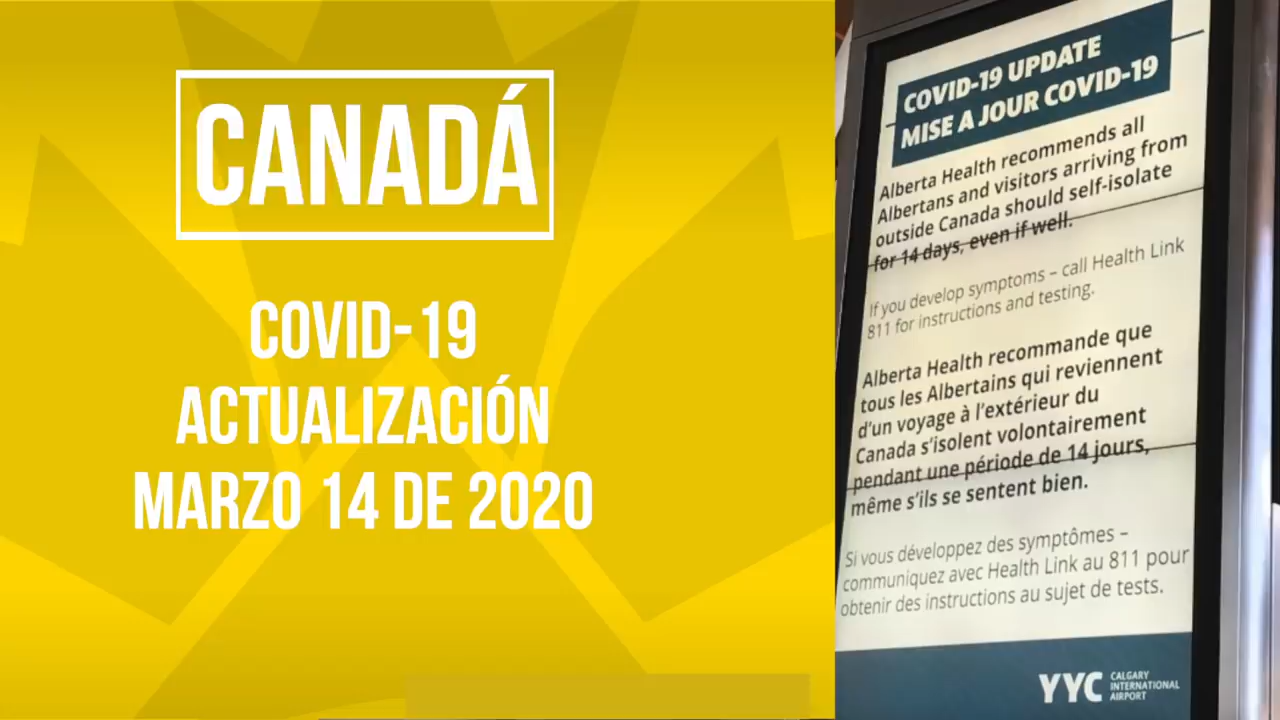 CANADÁ
COVID-19
ACTUALIZACIÓN
MARZO 14 DE 2020
COVID-19 UPDATE
MISE A JOUR COVID-19
Alberta Health recommends all
Albertans and visitors arriving from
outside Canada should self-isolate
for 14 days, even if well.
If you develop symptoms – call Health Link
811 for instructions and testing.
Alberta Health recommande que
tous les Albertains qui reviennent
d'un voyage à l'extérieur du
Canada s'isolent volontairement
pendant une période de 14 jours,
même s'ils se sentent bien.
Si vous développez des symptômes –
communiquez avec Health Link au 811 pour
obtenir des instructions au sujet de tests.
YYC CALGARY
INTERNATIONAL
AIRPORT